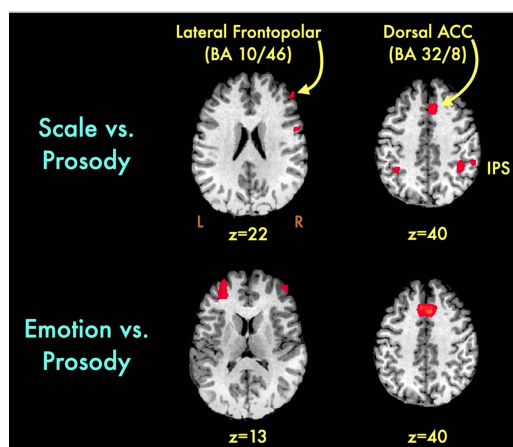 Lateral Frontopolar
(BA 10/46)
Dorsal ACC
(BA 32/8)
Scale vs.
Prosody
IPS
L
R
z=22
z=40
Emotion vs.
Prosody
z=13
z=40